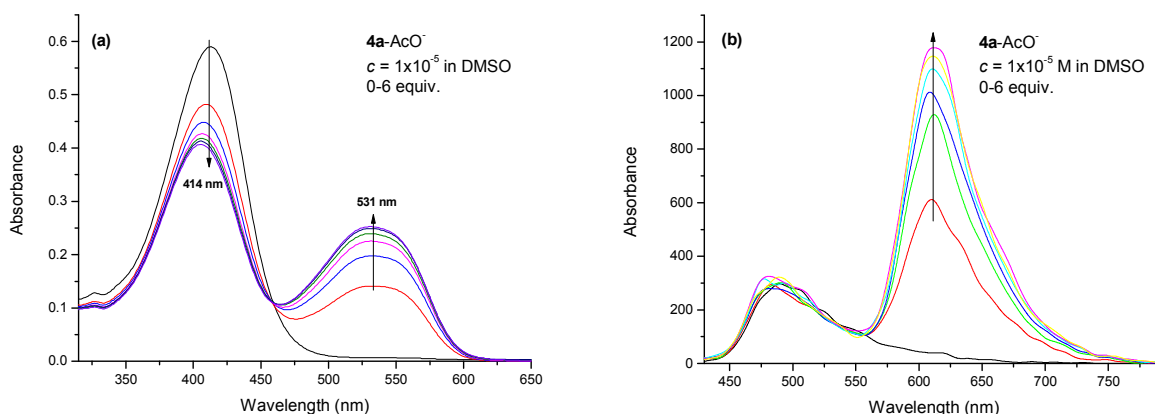 (a)
4a-AcO⁻
c = 1x10⁻⁵ in DMSO
0-6 equiv.
414 nm
531 nm
Absorbance
0.6
0.5
0.4
0.3
0.2
0.1
0.0
350 400 450 500 550 600 650
Wavelength (nm)
(b)
4a-AcO⁻
c = 1x10⁻⁵ M in DMSO
0-6 equiv.
Absorbance
1200
1000
800
600
400
200
0
450 500 550 600 650 700 750
Wavelength (nm)